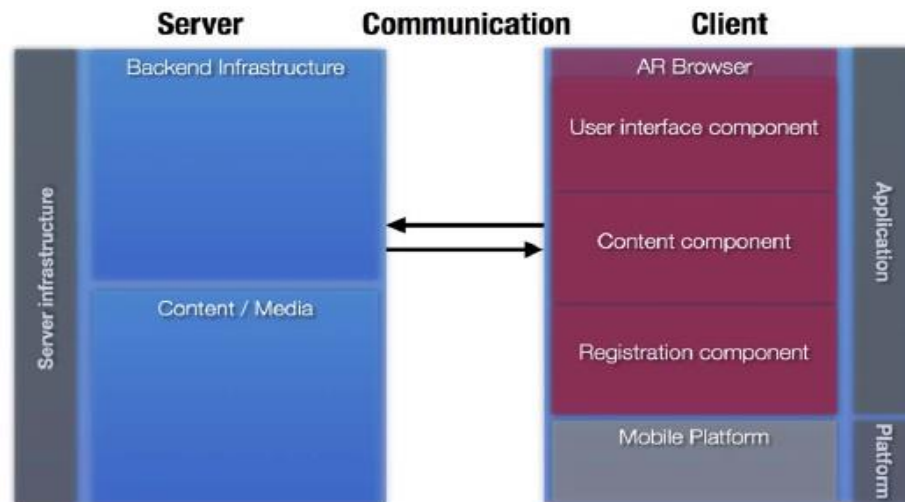 Server
Communication
Client
Server infrastructure
Backend Infrastructure
Content / Media
AR Browser
User interface component
Content component
Registration component
Mobile Platform
Application
Platform